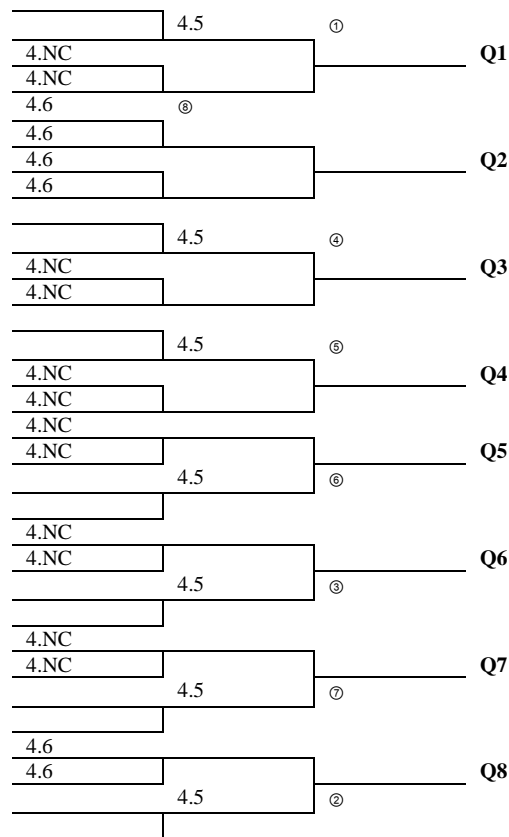 4.5 ①
4.NC Q1
4.NC
4.6 ⑧
4.6
4.6 Q2
4.6
4.5 ④
4.NC Q3
4.NC
4.5 ⑤
4.NC Q4
4.NC
4.NC
4.NC Q5
4.5 ⑥
4.NC
4.NC Q6
4.5 ③
4.NC
4.NC Q7
4.5 ⑦
4.6
4.6 Q8
4.5 ②